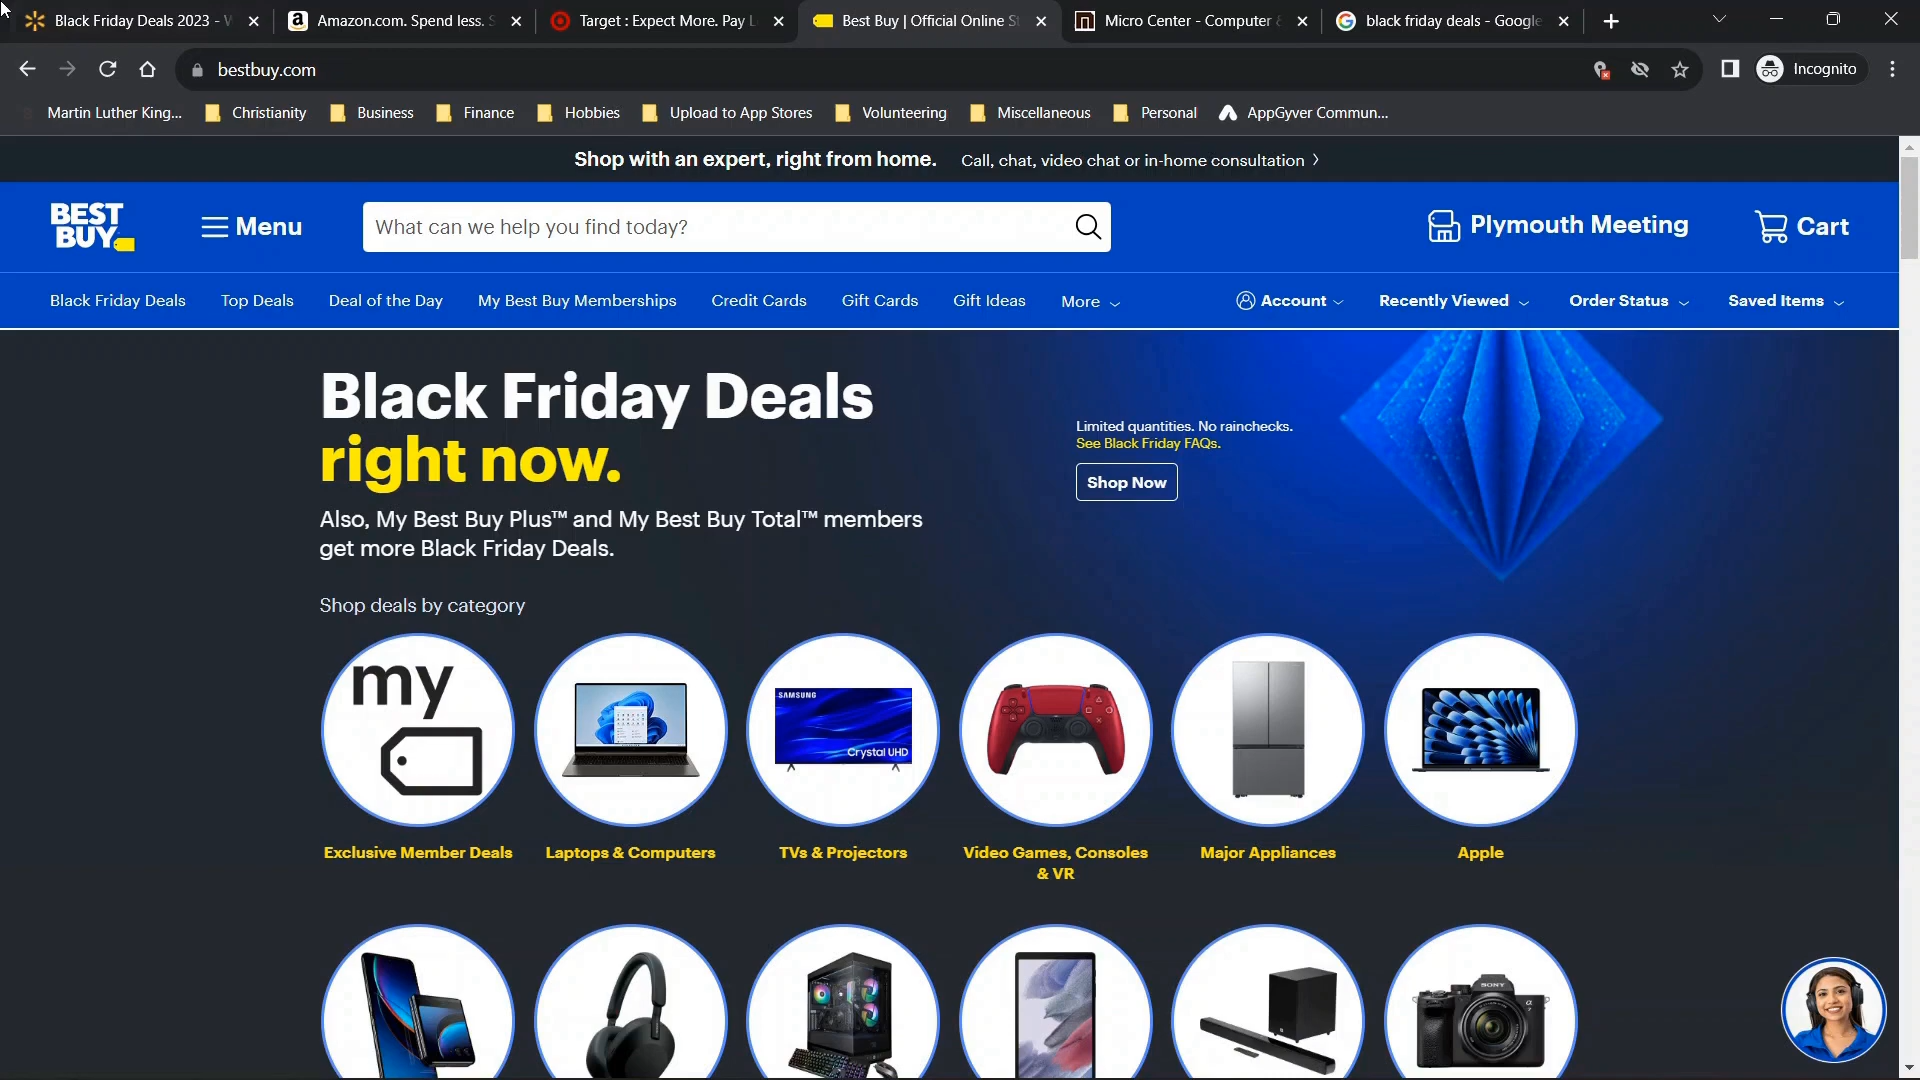 Black Friday Deals 2023 - W
Amazon.com. Spend less. S
Target : Expect More. Pay L
Best Buy | Official Online St
Micro Center - Computer &
black friday deals - Google
bestbuy.com
Incognito
Martin Luther King...
Christianity
Business
Finance
Hobbies
Upload to App Stores
Volunteering
Miscellaneous
Personal
AppGyver Commun...
Shop with an expert, right from home. Call, chat, video chat or in-home consultation
BEST
BUY
Menu
What can we help you find today?
Plymouth Meeting
Cart
Black Friday Deals
Top Deals
Deal of the Day
My Best Buy Memberships
Credit Cards
Gift Cards
Gift Ideas
More
Account
Recently Viewed
Order Status
Saved Items
Black Friday Deals
right now.
Also, My Best Buy Plus™ and My Best Buy Total™ members
get more Black Friday Deals.
Limited quantities. No rainchecks.
See Black Friday FAQs.
Shop Now
Shop deals by category
my
SAMSUNG
Crystal UHD
Exclusive Member Deals
Laptops & Computers
TVs & Projectors
Video Games, Consoles
& VR
Major Appliances
Apple
SONY
α